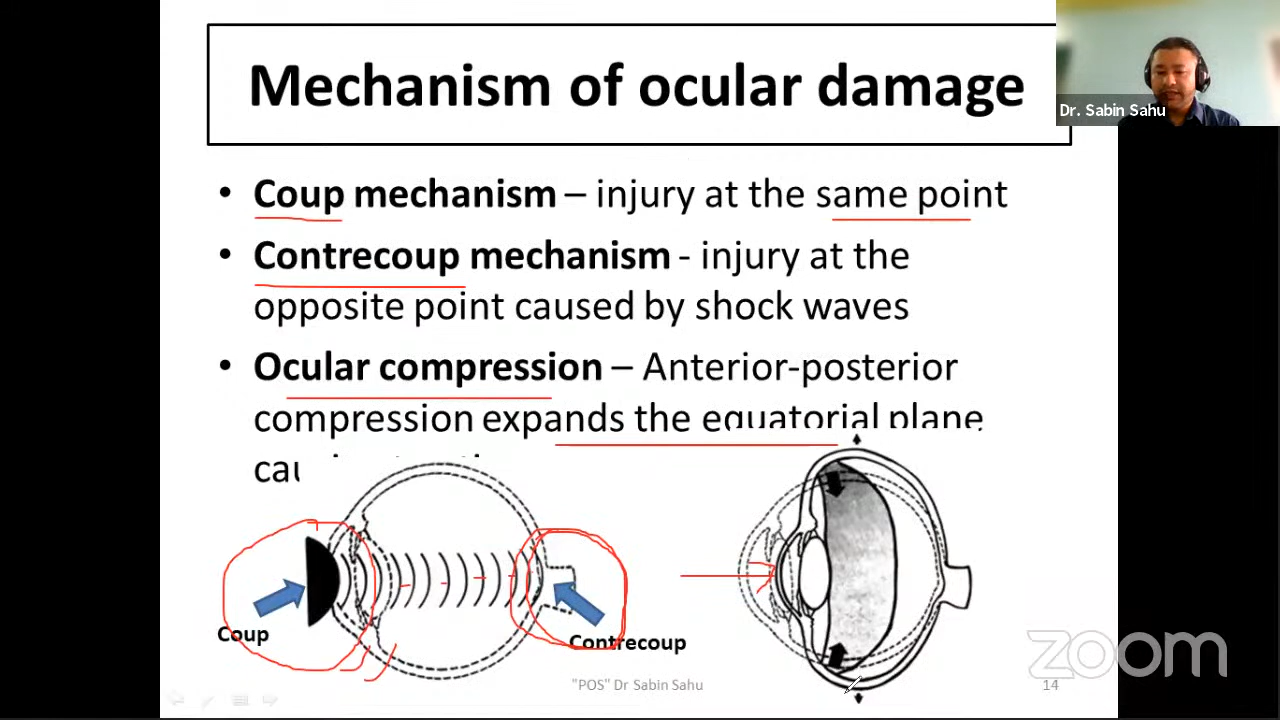 Mechanism of ocular damage
Dr. Sabin Sahu
• Coup mechanism – injury at the same point
• Contrecoup mechanism - injury at the
opposite point caused by shock waves
• Ocular compression – Anterior-posterior
compression expands the equatorial plane
Coup
Contrecoup
"POS" Dr Sabin Sahu
14
zoom